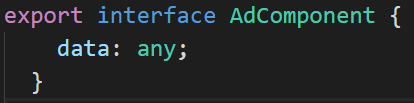 export interface AdComponent {
data: any;
}